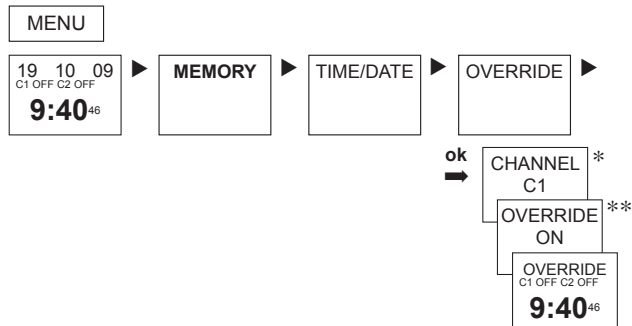 MENU
19 10 09
C1 OFF C2 OFF
9:40 46
MEMORY
TIME/DATE
OVERRIDE
ok
CHANNEL *
C1
OVERRIDE **
ON
OVERRIDE
C1 OFF C2 OFF
9:40 46